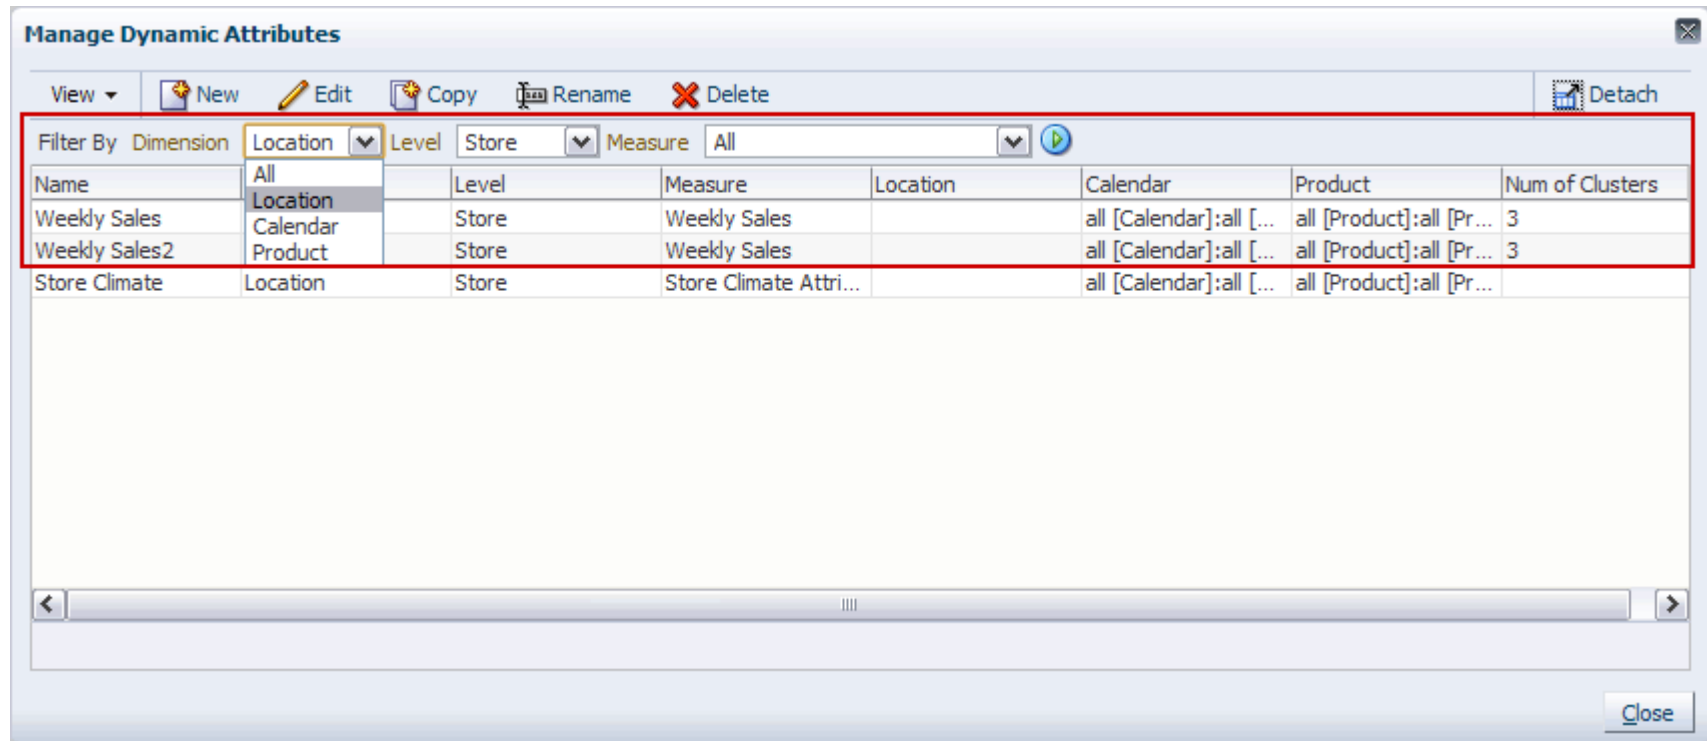 Manage Dynamic Attributes
View New Edit Copy Rename Delete Detach
Filter By Dimension Location Level Store Measure All
All
Location
Calendar
Product
Name Level Measure Location Calendar Product Num of Clusters
Weekly Sales Store Weekly Sales all [Calendar]:all [... all [Product]:all [Pr... 3
Weekly Sales2 Store Weekly Sales all [Calendar]:all [... all [Product]:all [Pr... 3
Store Climate Location Store Store Climate Attri... all [Calendar]:all [... all [Product]:all [Pr...
Close